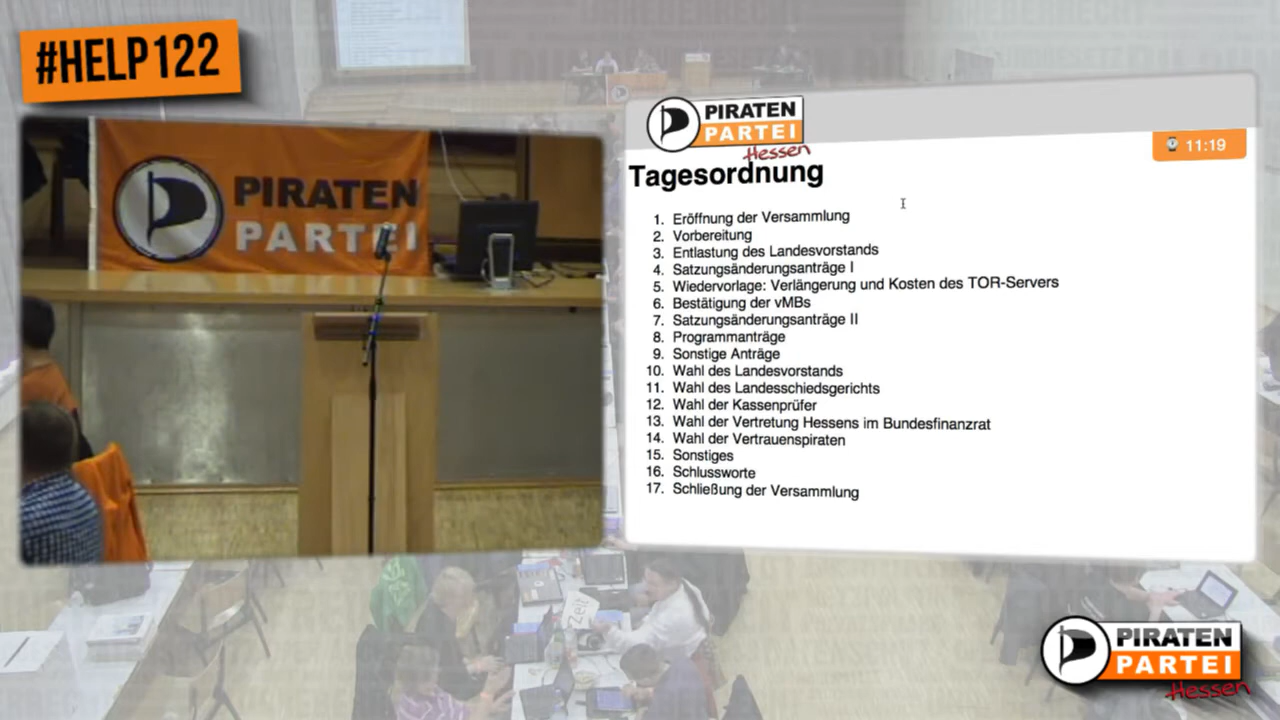 #HELP122
PIRATEN
PARTEI
PIRATEN
PARTEI
Hessen
11:19
Tagesordnung
1. Eröffnung der Versammlung
2. Vorbereitung
3. Entlastung des Landesvorstands
4. Satzungsänderungsanträge I
5. Wiedervorlage: Verlängerung und Kosten des TOR-Servers
6. Bestätigung der vMBs
7. Satzungsänderungsanträge II
8. Programmanträge
9. Sonstige Anträge
10. Wahl des Landesvorstands
11. Wahl des Landesschiedsgerichts
12. Wahl der Kassenprüfer
13. Wahl der Vertretung Hessens im Bundesfinanzrat
14. Wahl der Vertrauenspiraten
15. Sonstiges
16. Schlussworte
17. Schließung der Versammlung
Zeit
PIRATEN
PARTEI
Hessen